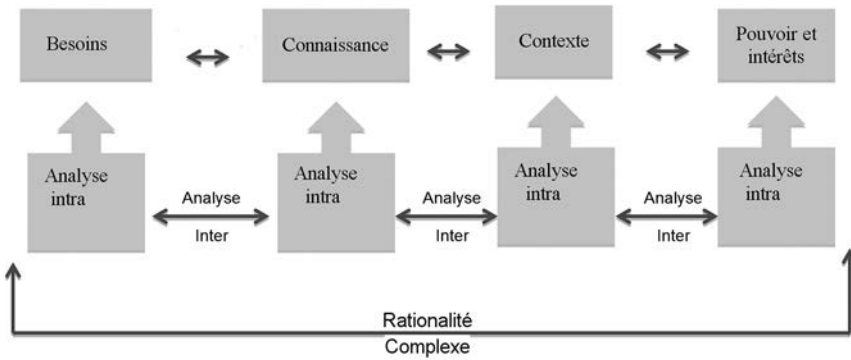 Besoins
Connaissance
Contexte
Pouvoir et
intérêts
Analyse
intra
Analyse
Inter
Analyse
intra
Analyse
Inter
Analyse
intra
Analyse
Inter
Analyse
intra
Rationalité
Complexe